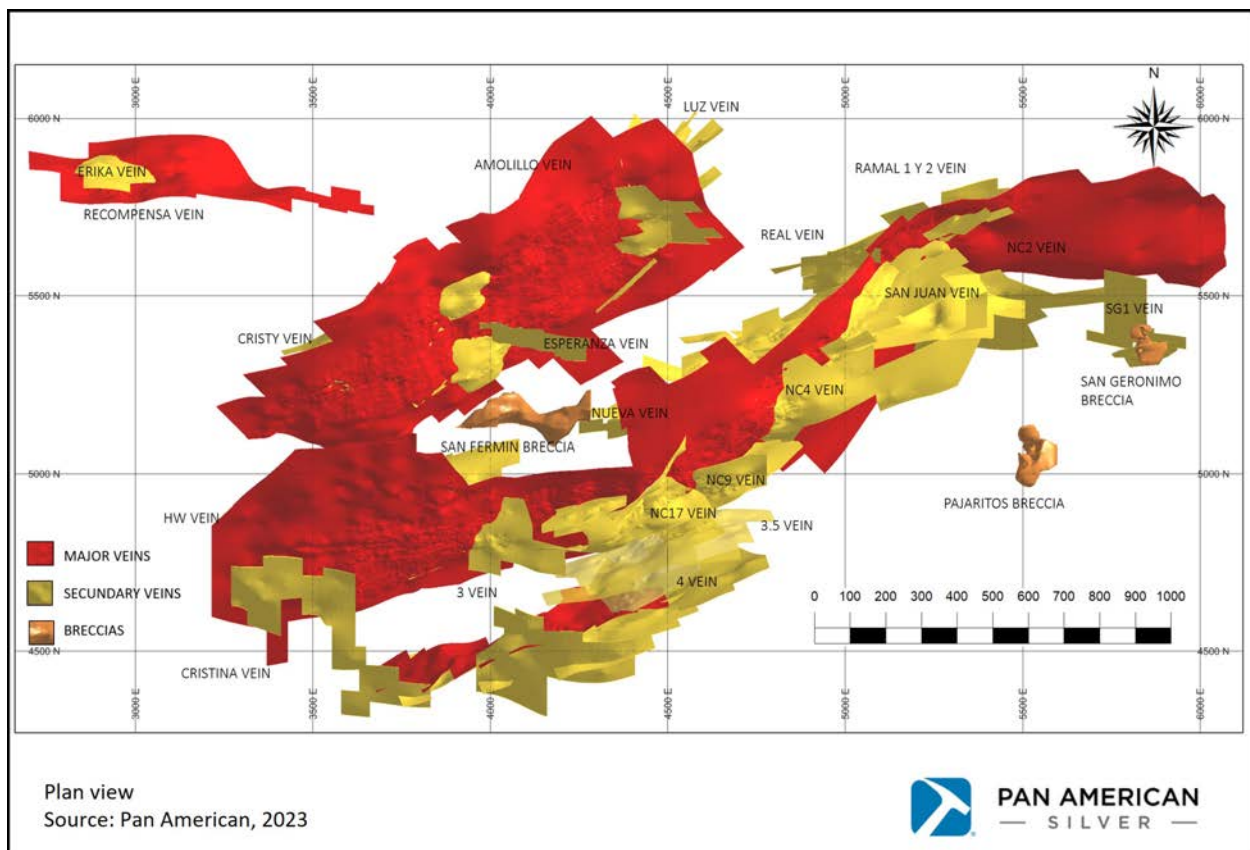 3000 E
3500 E
4000 E
4500 E
5000 E
5500 E
6000 E
N
6000 N
6000 N
LUZ VEIN
AMOLILLO VEIN
RAMAL 1 Y 2 VEIN
ERIKA VEIN
RECOMPENSA VEIN
REAL VEIN
NC2 VEIN
5500 N
5500 N
SAN JUAN VEIN
SG1 VEIN
CRISTY VEIN
ESPERANZA VEIN
SAN GERONIMO
BRECCIA
NC4 VEIN
NUEVA VEIN
SAN FERMIN BRECCIA
5000 N
5000 N
NC9 VEIN
PAJARITOS BRECCIA
HW VEIN
NC17 VEIN
3.5 VEIN
MAJOR VEINS
SECUNDARY VEINS
BRECCIAS
3 VEIN
4 VEIN
0 100 200 300 400 500 600 700 800 900 1000
4500 N
4500 N
CRISTINA VEIN
3000 E
3500 E
4000 E
4500 E
5000 E
5500 E
6000 E
Plan view
Source: Pan American, 2023
PAN AMERICAN
— SILVER —